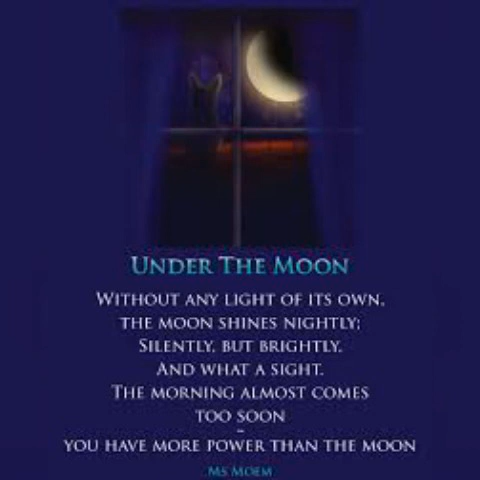 UNDER THE MOON
WITHOUT ANY LIGHT OF ITS OWN,
THE MOON SHINES NIGHTLY;
SILENTLY, BUT BRIGHTLY,
AND WHAT A SIGHT.
THE MORNING ALMOST COMES
TOO SOON
-
YOU HAVE MORE POWER THAN THE MOON
MS MOEM